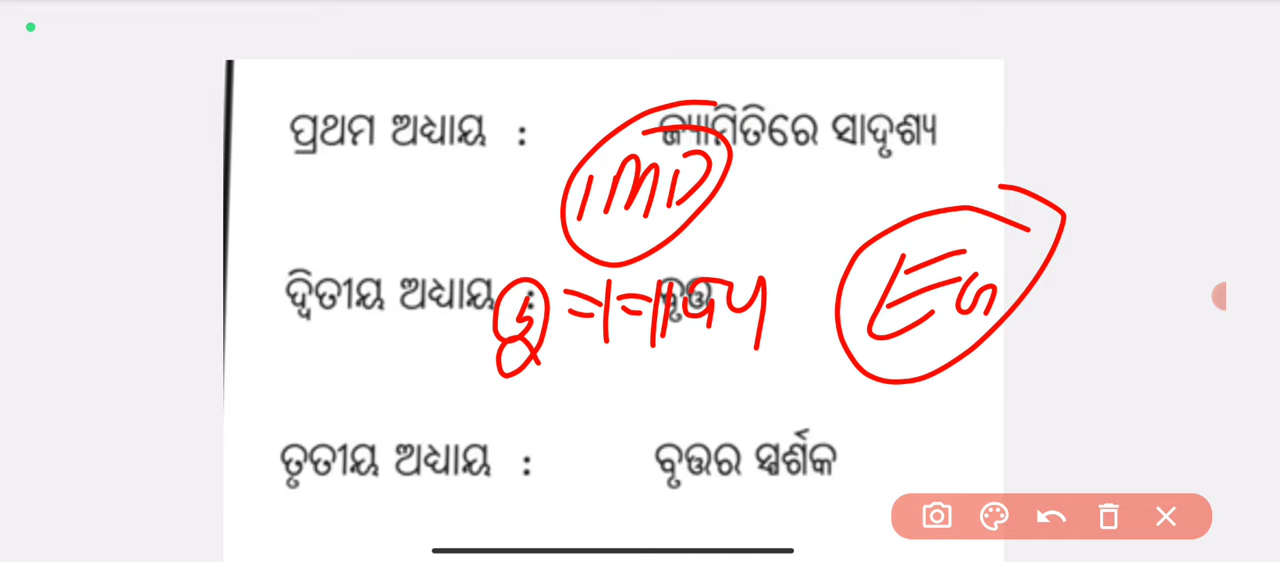 ପ୍ରଥମ ଅଧ୍ୟାୟ : ଜ୍ୟାମିତିରେ ସାଦୃଶ୍ୟ
IMP
ଦ୍ୱିତୀୟ ଅଧ୍ୟାୟ : ବୃତ୍ତ
ତୃତୀୟ ଅଧ୍ୟାୟ : ବୃତ୍ତର ସ୍ପର୍ଶକ